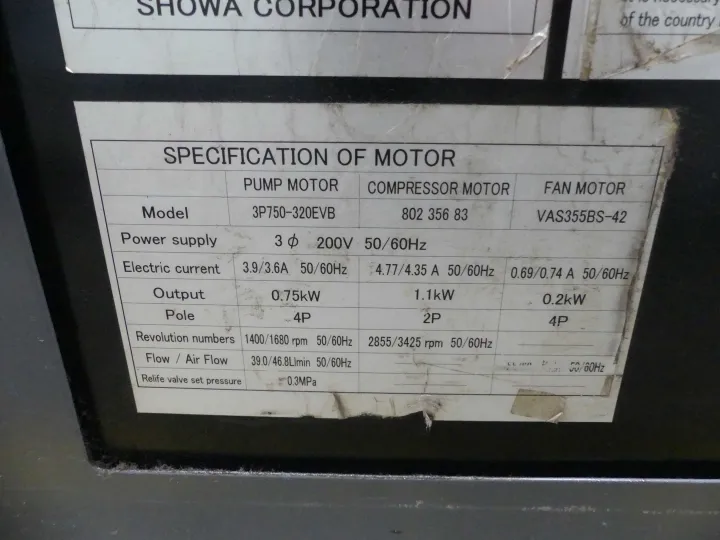 SHOWA CORPORATION
of the country
SPECIFICATION OF MOTOR
PUMP MOTOR COMPRESSOR MOTOR FAN MOTOR
Model 3P750-320EVB 802 356 83 VAS355BS-42
Power supply 3φ 200V 50/60Hz
Electric current 3.9/3.6A 50/60Hz 4.77/4.35 A 50/60Hz 0.69/0.74 A 50/60Hz
Output 0.75kW 1.1kW 0.2kW
Pole 4P 2P 4P
Revolution numbers 1400/1680 rpm 50/60Hz 2855/3425 rpm 50/60Hz
Flow / Air Flow 39.0/46.8L/min 50/60Hz 50/60Hz
Relife valve set pressure 0.3MPa